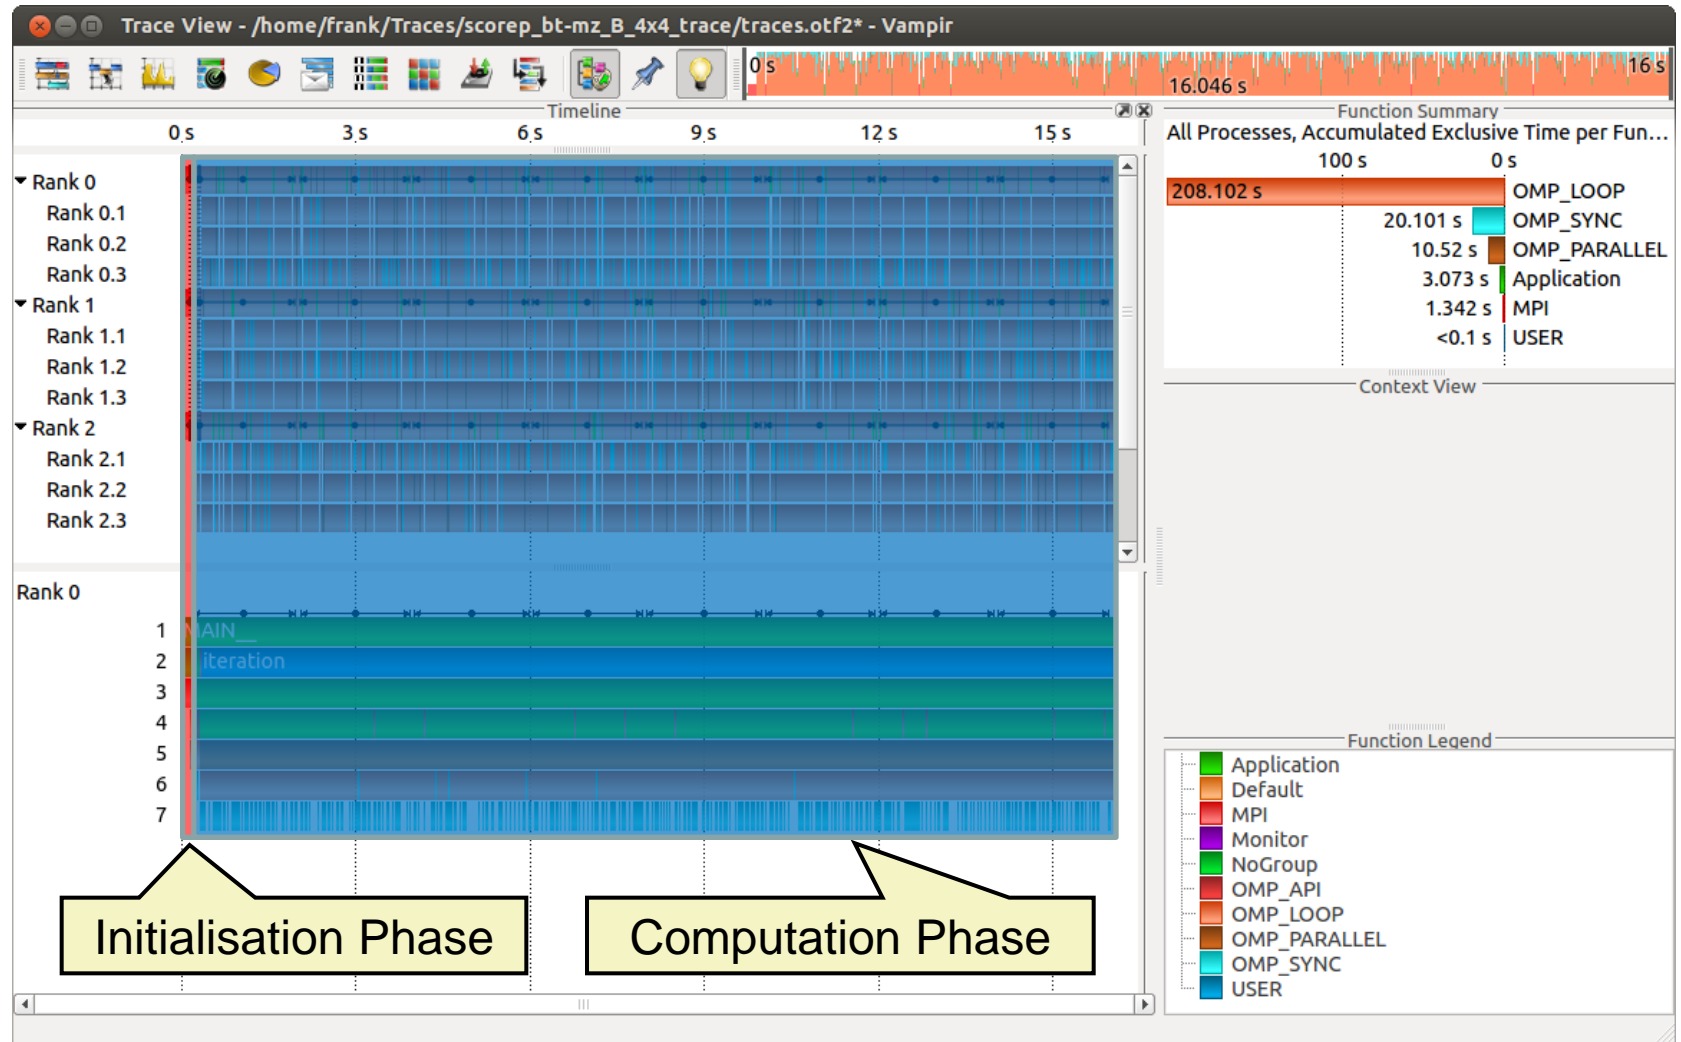 Trace View - /home/frank/Traces/scorep_bt-mz_B_4x4_trace/traces.otf2* - Vampir
0 s
16 s
16.046 s
Timeline
0 s 3 s 6 s 9 s 12 s 15 s
Rank 0
Rank 0.1
Rank 0.2
Rank 0.3
Rank 1
Rank 1.1
Rank 1.2
Rank 1.3
Rank 2
Rank 2.1
Rank 2.2
Rank 2.3
Rank 0
1 MAIN__
2 iteration
3
4
5
6
7
Initialisation Phase
Computation Phase
Function Summary
All Processes, Accumulated Exclusive Time per Fun...
100 s 0 s
208.102 s OMP_LOOP
20.101 s OMP_SYNC
10.52 s OMP_PARALLEL
3.073 s Application
1.342 s MPI
<0.1 s USER
Context View
Function Legend
Application
Default
MPI
Monitor
NoGroup
OMP_API
OMP_LOOP
OMP_PARALLEL
OMP_SYNC
USER